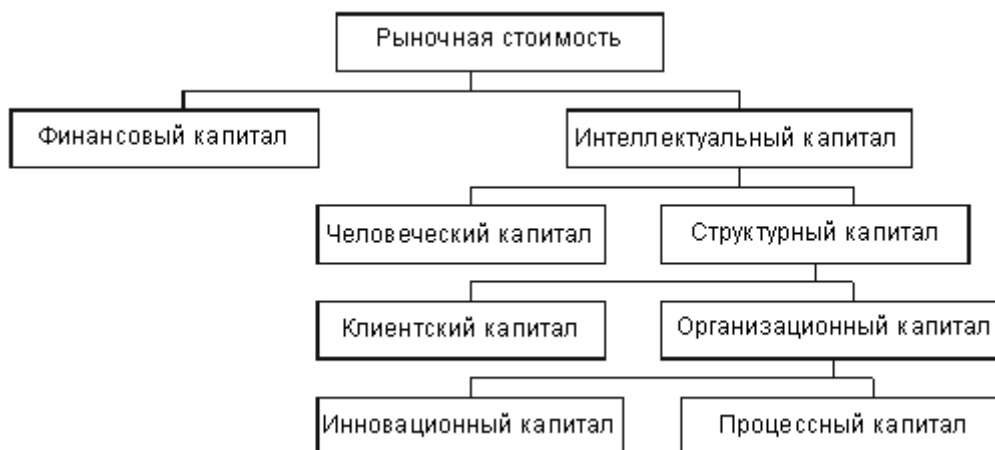 Рыночная стоимость
Финансовый капитал
Интеллектуальный капитал
Человеческий капитал
Структурный капитал
Клиентский капитал
Организационный капитал
Инновационный капитал
Процессный капитал